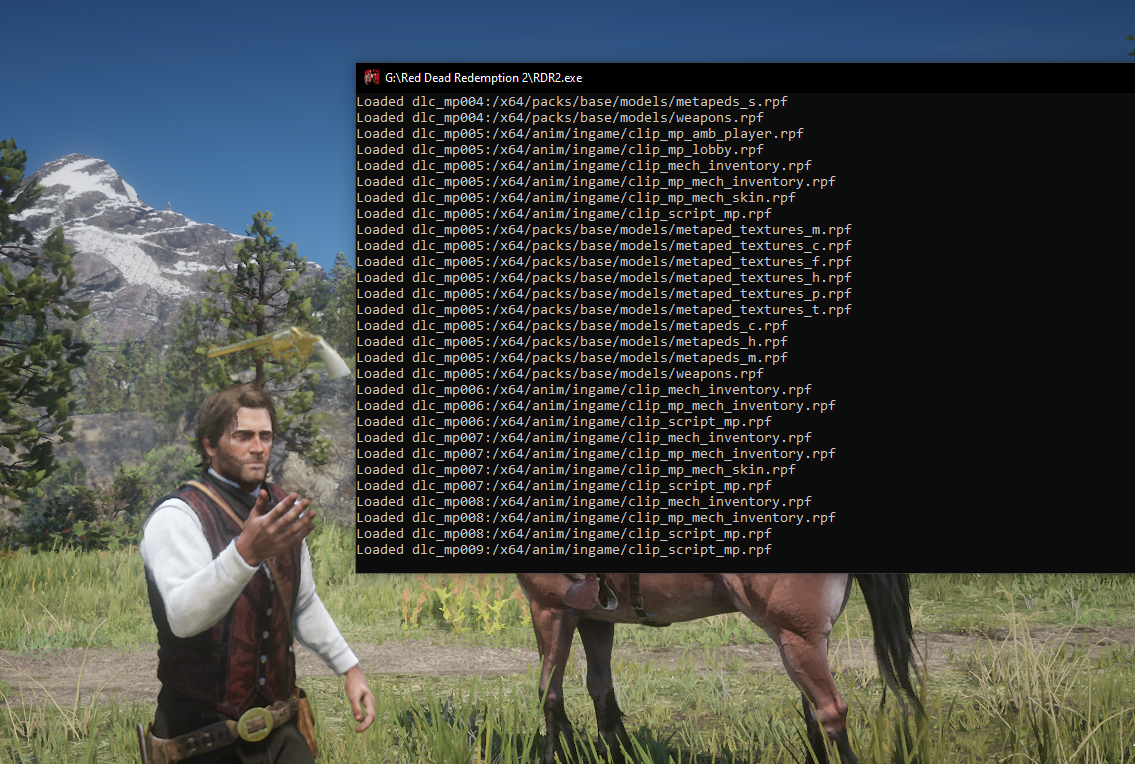 G:\Red Dead Redemption 2\RDR2.exe
Loaded dlc_mp004:/x64/packs/base/models/metapeds_s.rpf
Loaded dlc_mp004:/x64/packs/base/models/weapons.rpf
Loaded dlc_mp005:/x64/anim/ingame/clip_mp_amb_player.rpf
Loaded dlc_mp005:/x64/anim/ingame/clip_mp_lobby.rpf
Loaded dlc_mp005:/x64/anim/ingame/clip_mech_inventory.rpf
Loaded dlc_mp005:/x64/anim/ingame/clip_mp_mech_inventory.rpf
Loaded dlc_mp005:/x64/anim/ingame/clip_mp_mech_skin.rpf
Loaded dlc_mp005:/x64/anim/ingame/clip_script_mp.rpf
Loaded dlc_mp005:/x64/packs/base/models/metaped_textures_m.rpf
Loaded dlc_mp005:/x64/packs/base/models/metaped_textures_c.rpf
Loaded dlc_mp005:/x64/packs/base/models/metaped_textures_f.rpf
Loaded dlc_mp005:/x64/packs/base/models/metaped_textures_h.rpf
Loaded dlc_mp005:/x64/packs/base/models/metaped_textures_p.rpf
Loaded dlc_mp005:/x64/packs/base/models/metaped_textures_t.rpf
Loaded dlc_mp005:/x64/packs/base/models/metapeds_c.rpf
Loaded dlc_mp005:/x64/packs/base/models/metapeds_h.rpf
Loaded dlc_mp005:/x64/packs/base/models/metapeds_m.rpf
Loaded dlc_mp005:/x64/packs/base/models/weapons.rpf
Loaded dlc_mp006:/x64/anim/ingame/clip_mech_inventory.rpf
Loaded dlc_mp006:/x64/anim/ingame/clip_mp_mech_inventory.rpf
Loaded dlc_mp006:/x64/anim/ingame/clip_script_mp.rpf
Loaded dlc_mp007:/x64/anim/ingame/clip_mech_inventory.rpf
Loaded dlc_mp007:/x64/anim/ingame/clip_mp_mech_inventory.rpf
Loaded dlc_mp007:/x64/anim/ingame/clip_mp_mech_skin.rpf
Loaded dlc_mp007:/x64/anim/ingame/clip_script_mp.rpf
Loaded dlc_mp008:/x64/anim/ingame/clip_mech_inventory.rpf
Loaded dlc_mp008:/x64/anim/ingame/clip_mp_mech_inventory.rpf
Loaded dlc_mp008:/x64/anim/ingame/clip_script_mp.rpf
Loaded dlc_mp009:/x64/anim/ingame/clip_script_mp.rpf